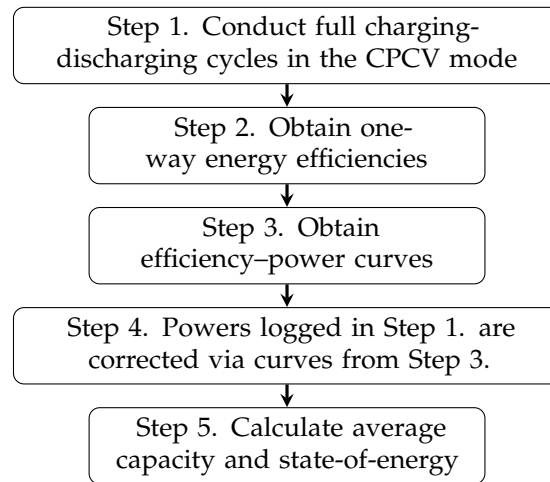 Step 1. Conduct full charging-
discharging cycles in the CPCV mode
Step 2. Obtain one-
way energy efficiencies
Step 3. Obtain
efficiency–power curves
Step 4. Powers logged in Step 1. are
corrected via curves from Step 3.
Step 5. Calculate average
capacity and state-of-energy